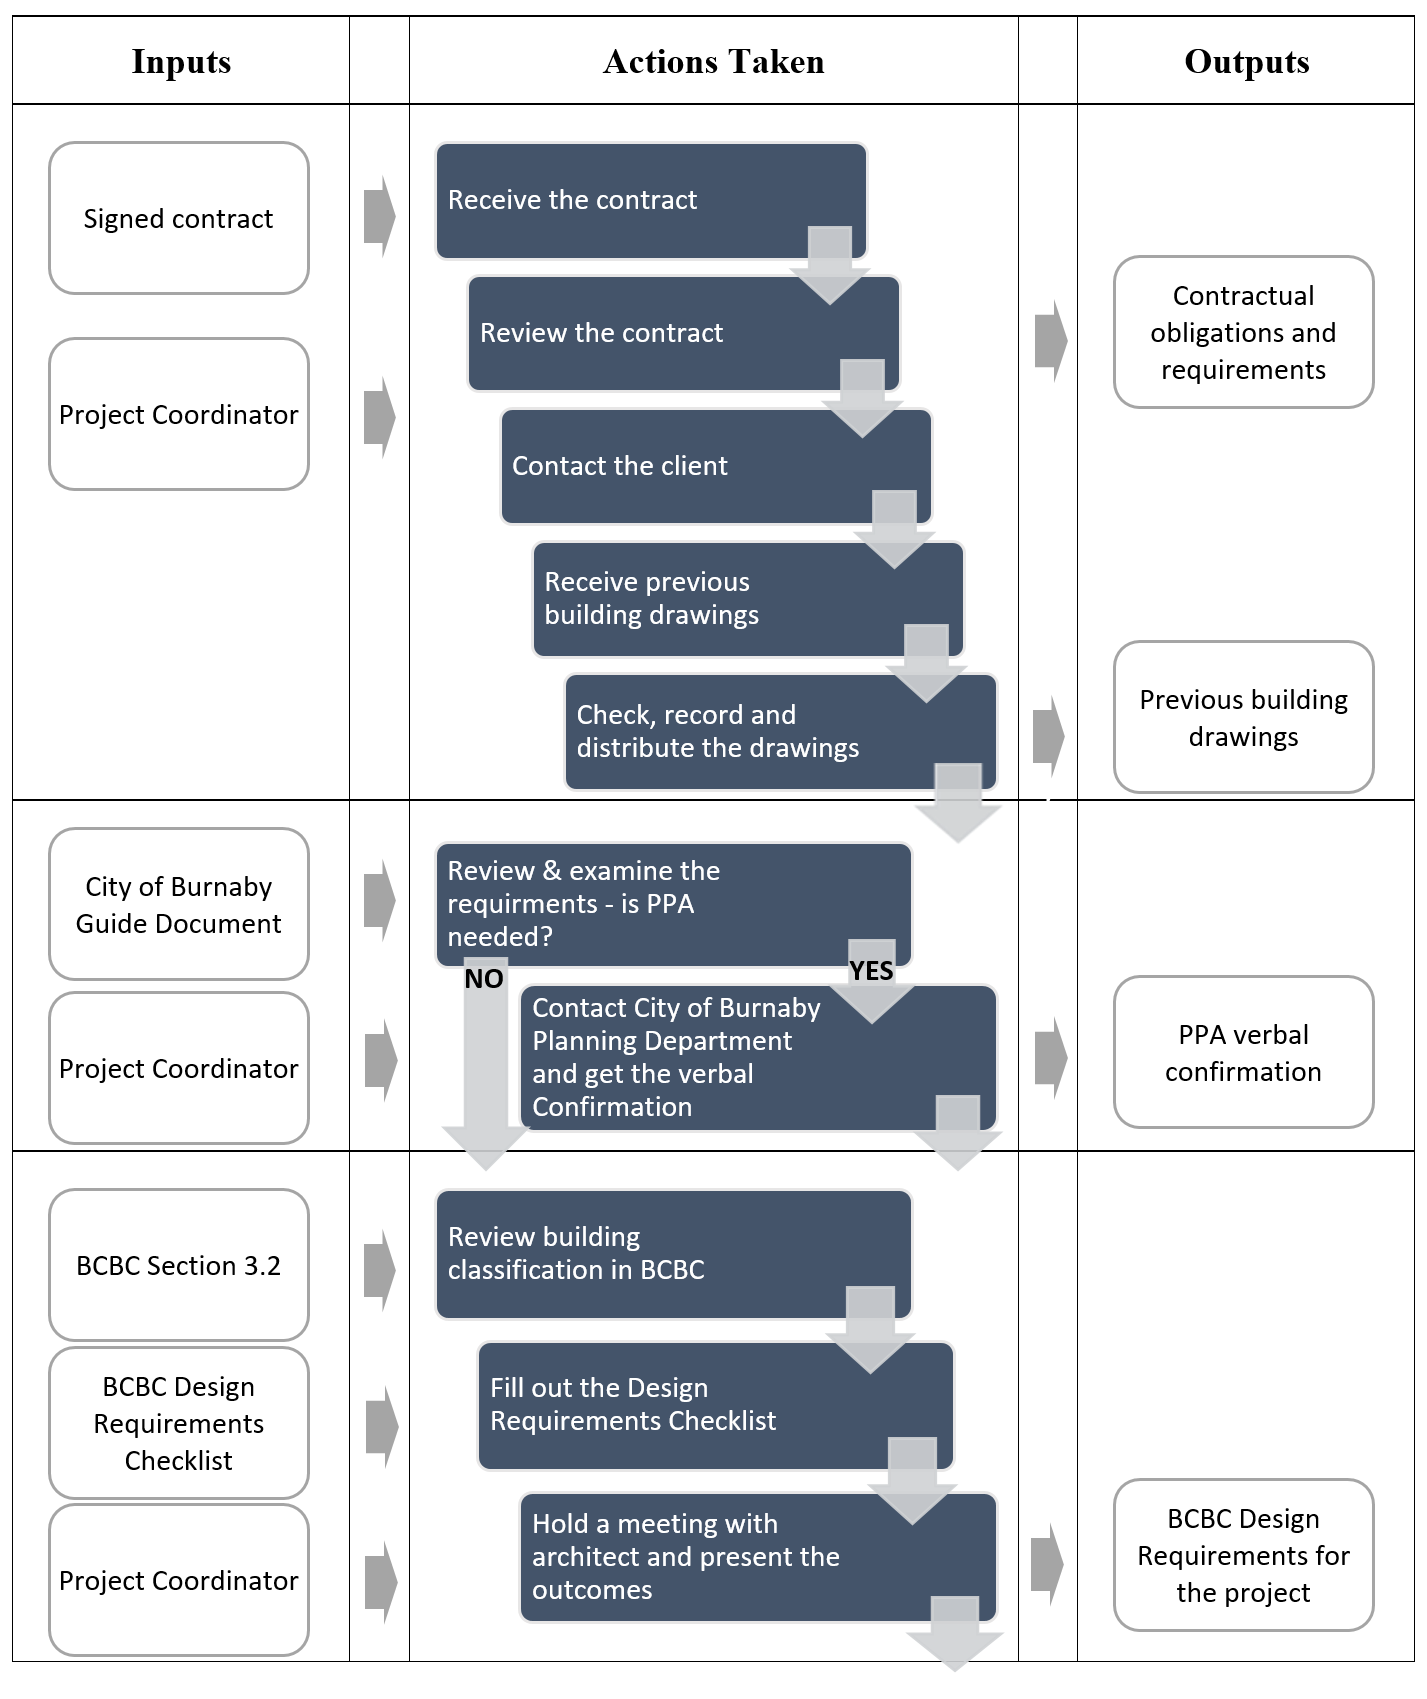 Inputs
Actions Taken
Outputs
Signed contract
Project Coordinator
Receive the contract
Review the contract
Contact the client
Receive previous
building drawings
Check, record and
distribute the drawings
Contractual
obligations and
requirements
Previous building
drawings
City of Burnaby
Guide Document
Project Coordinator
Review & examine the
requirments - is PPA
needed?
NO
YES
Contact City of Burnaby
Planning Department
and get the verbal
Confirmation
PPA verbal
confirmation
BCBC Section 3.2
BCBC Design
Requirements
Checklist
Project Coordinator
Review building
classification in BCBC
Fill out the Design
Requirements Checklist
Hold a meeting with
architect and present the
outcomes
BCBC Design
Requirements for
the project